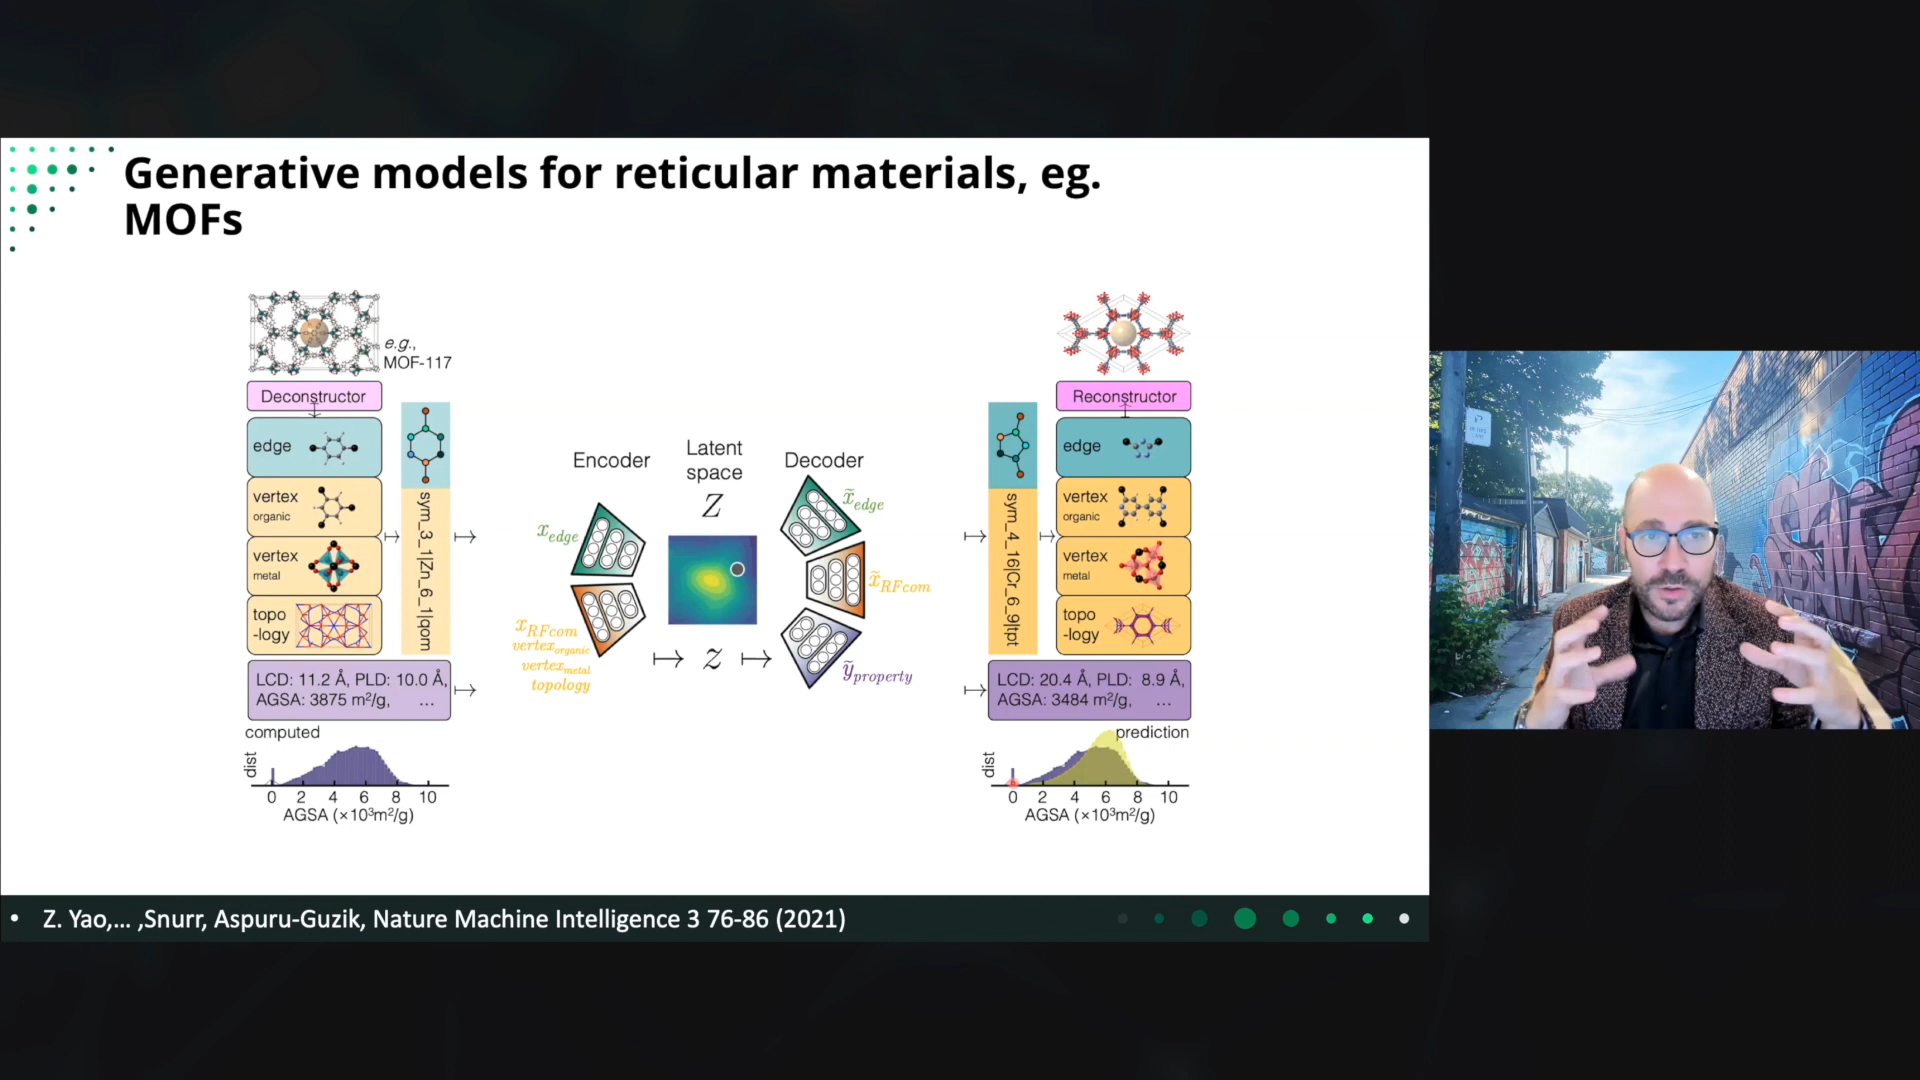 Generative models for reticular materials, eg.
MOFs
e.g.,
MOF-117
Deconstructor
edge
vertex
organic
vertex
metal
topo
-logy
sym_3_1|Zn_6_1|qom
LCD: 11.2 Å, PLD: 10.0 Å,
AGSA: 3875 m²/g, ...
computed
dist
0 2 4 6 8 10
AGSA (×10³m²/g)
Encoder
x_edge
x_RFcom
vertex_organic
vertex_metal
topology
Latent
space
Z
↦ z ↦
Decoder
x̃_edge
x̃_RFcom
ỹ_property
Reconstructor
edge
vertex
organic
vertex
metal
topo
-logy
sym_4_16|Cr_6_9|tpt
LCD: 20.4 Å, PLD: 8.9 Å,
AGSA: 3484 m²/g, ...
prediction
dist
0 2 4 6 8 10
AGSA (×10³m²/g)
• Z. Yao,... ,Snurr, Aspuru-Guzik, Nature Machine Intelligence 3 76-86 (2021)